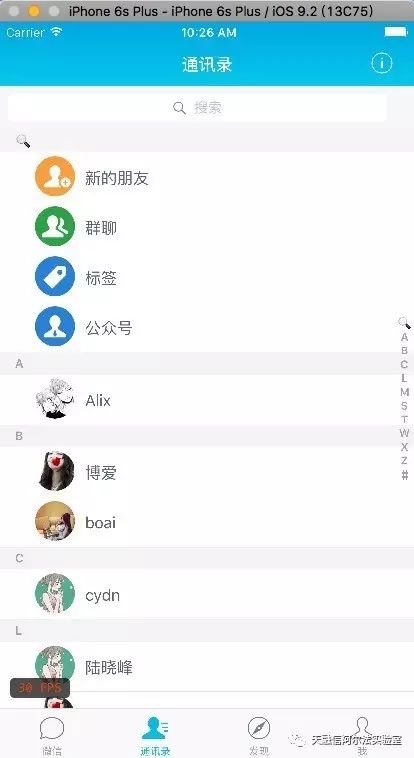 iPhone 6s Plus - iPhone 6s Plus / iOS 9.2 (13C75)
Carrier 10:26 AM
通讯录
搜索
新的朋友
群聊
标签
公众号
A
Alix
B
博爱
boai
C
cydn
L
陆晓峰
A
B
C
L
M
S
T
W
X
Z
#
30 FPS
微信
通讯录
发现
我
天融信阿尔法实验室